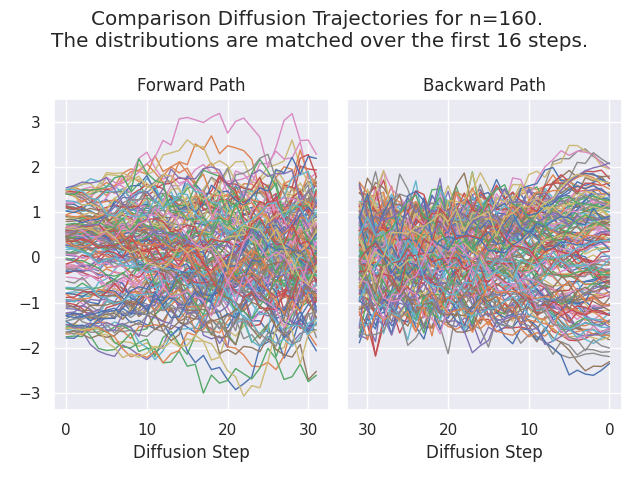 Comparison Diffusion Trajectories for n=160.
The distributions are matched over the first 16 steps.
Forward Path
Backward Path
3
2
1
0
−1
−2
−3
0 10 20 30
30 20 10 0
Diffusion Step
Diffusion Step